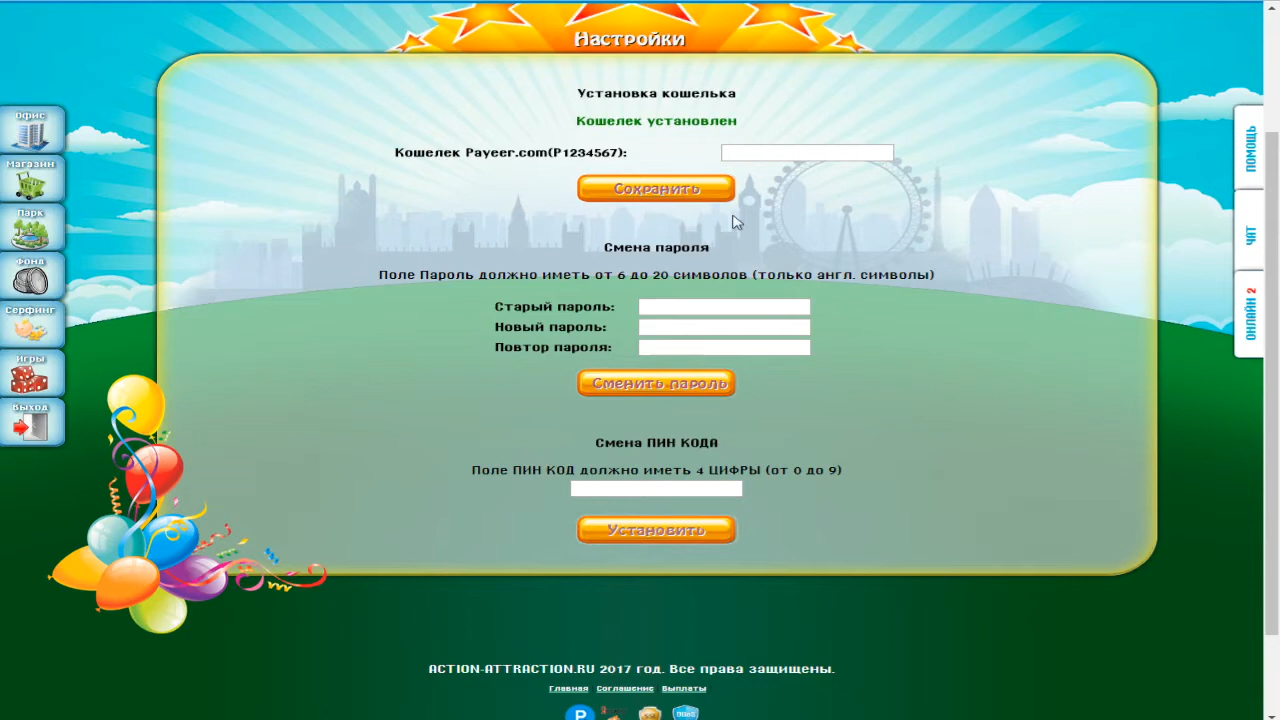 Настройки
Установка кошелька
Кошелек установлен
Кошелек Payeer.com(P1234567):
Сохранить
Смена пароля
Поле Пароль должно иметь от 6 до 20 символов (только англ. символы)
Старый пароль:
Новый пароль:
Повтор пароля:
Сменить пароль
Смена ПИН КОДА
Поле ПИН КОД должно иметь 4 ЦИФРЫ (от 0 до 9)
Установить
Офис
Магазин
Парк
Фонд
Серфинг
Игры
Выход
ПОМОЩЬ
ЧАТ
ОНЛАЙН 2
ACTION-ATTRACTION.RU 2017 год. Все права защищены.
Главная Соглашение Выплаты
P